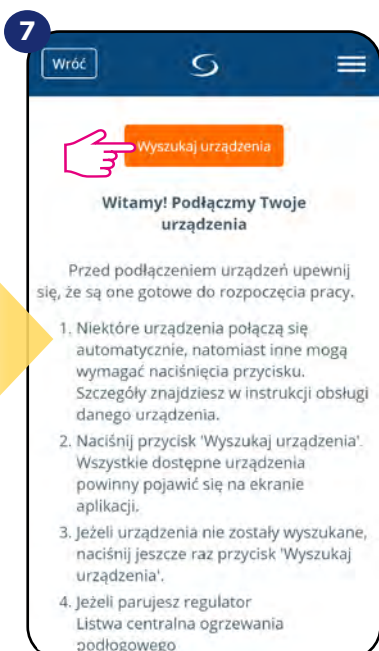 7
Wróć
Wyszukaj urządzenia
Witamy! Podłączmy Twoje
urządzenia
Przed podłączeniem urządzeń upewnij
się, że są one gotowe do rozpoczęcia pracy.
1. Niektóre urządzenia połączą się
automatycznie, natomiast inne mogą
wymagać naciśnięcia przycisku.
Szczegóły znajdziesz w instrukcji obsługi
danego urządzenia.
2. Naciśnij przycisk 'Wyszukaj urządzenia'.
Wszystkie dostępne urządzenia
powinny pojawić się na ekranie
aplikacji.
3. Jeżeli urządzenia nie zostały wyszukane,
naciśnij jeszcze raz przycisk 'Wyszukaj
urządzenia'.
4. Jeżeli parujesz regulator
Listwa centralna ogrzewania
podłogowego